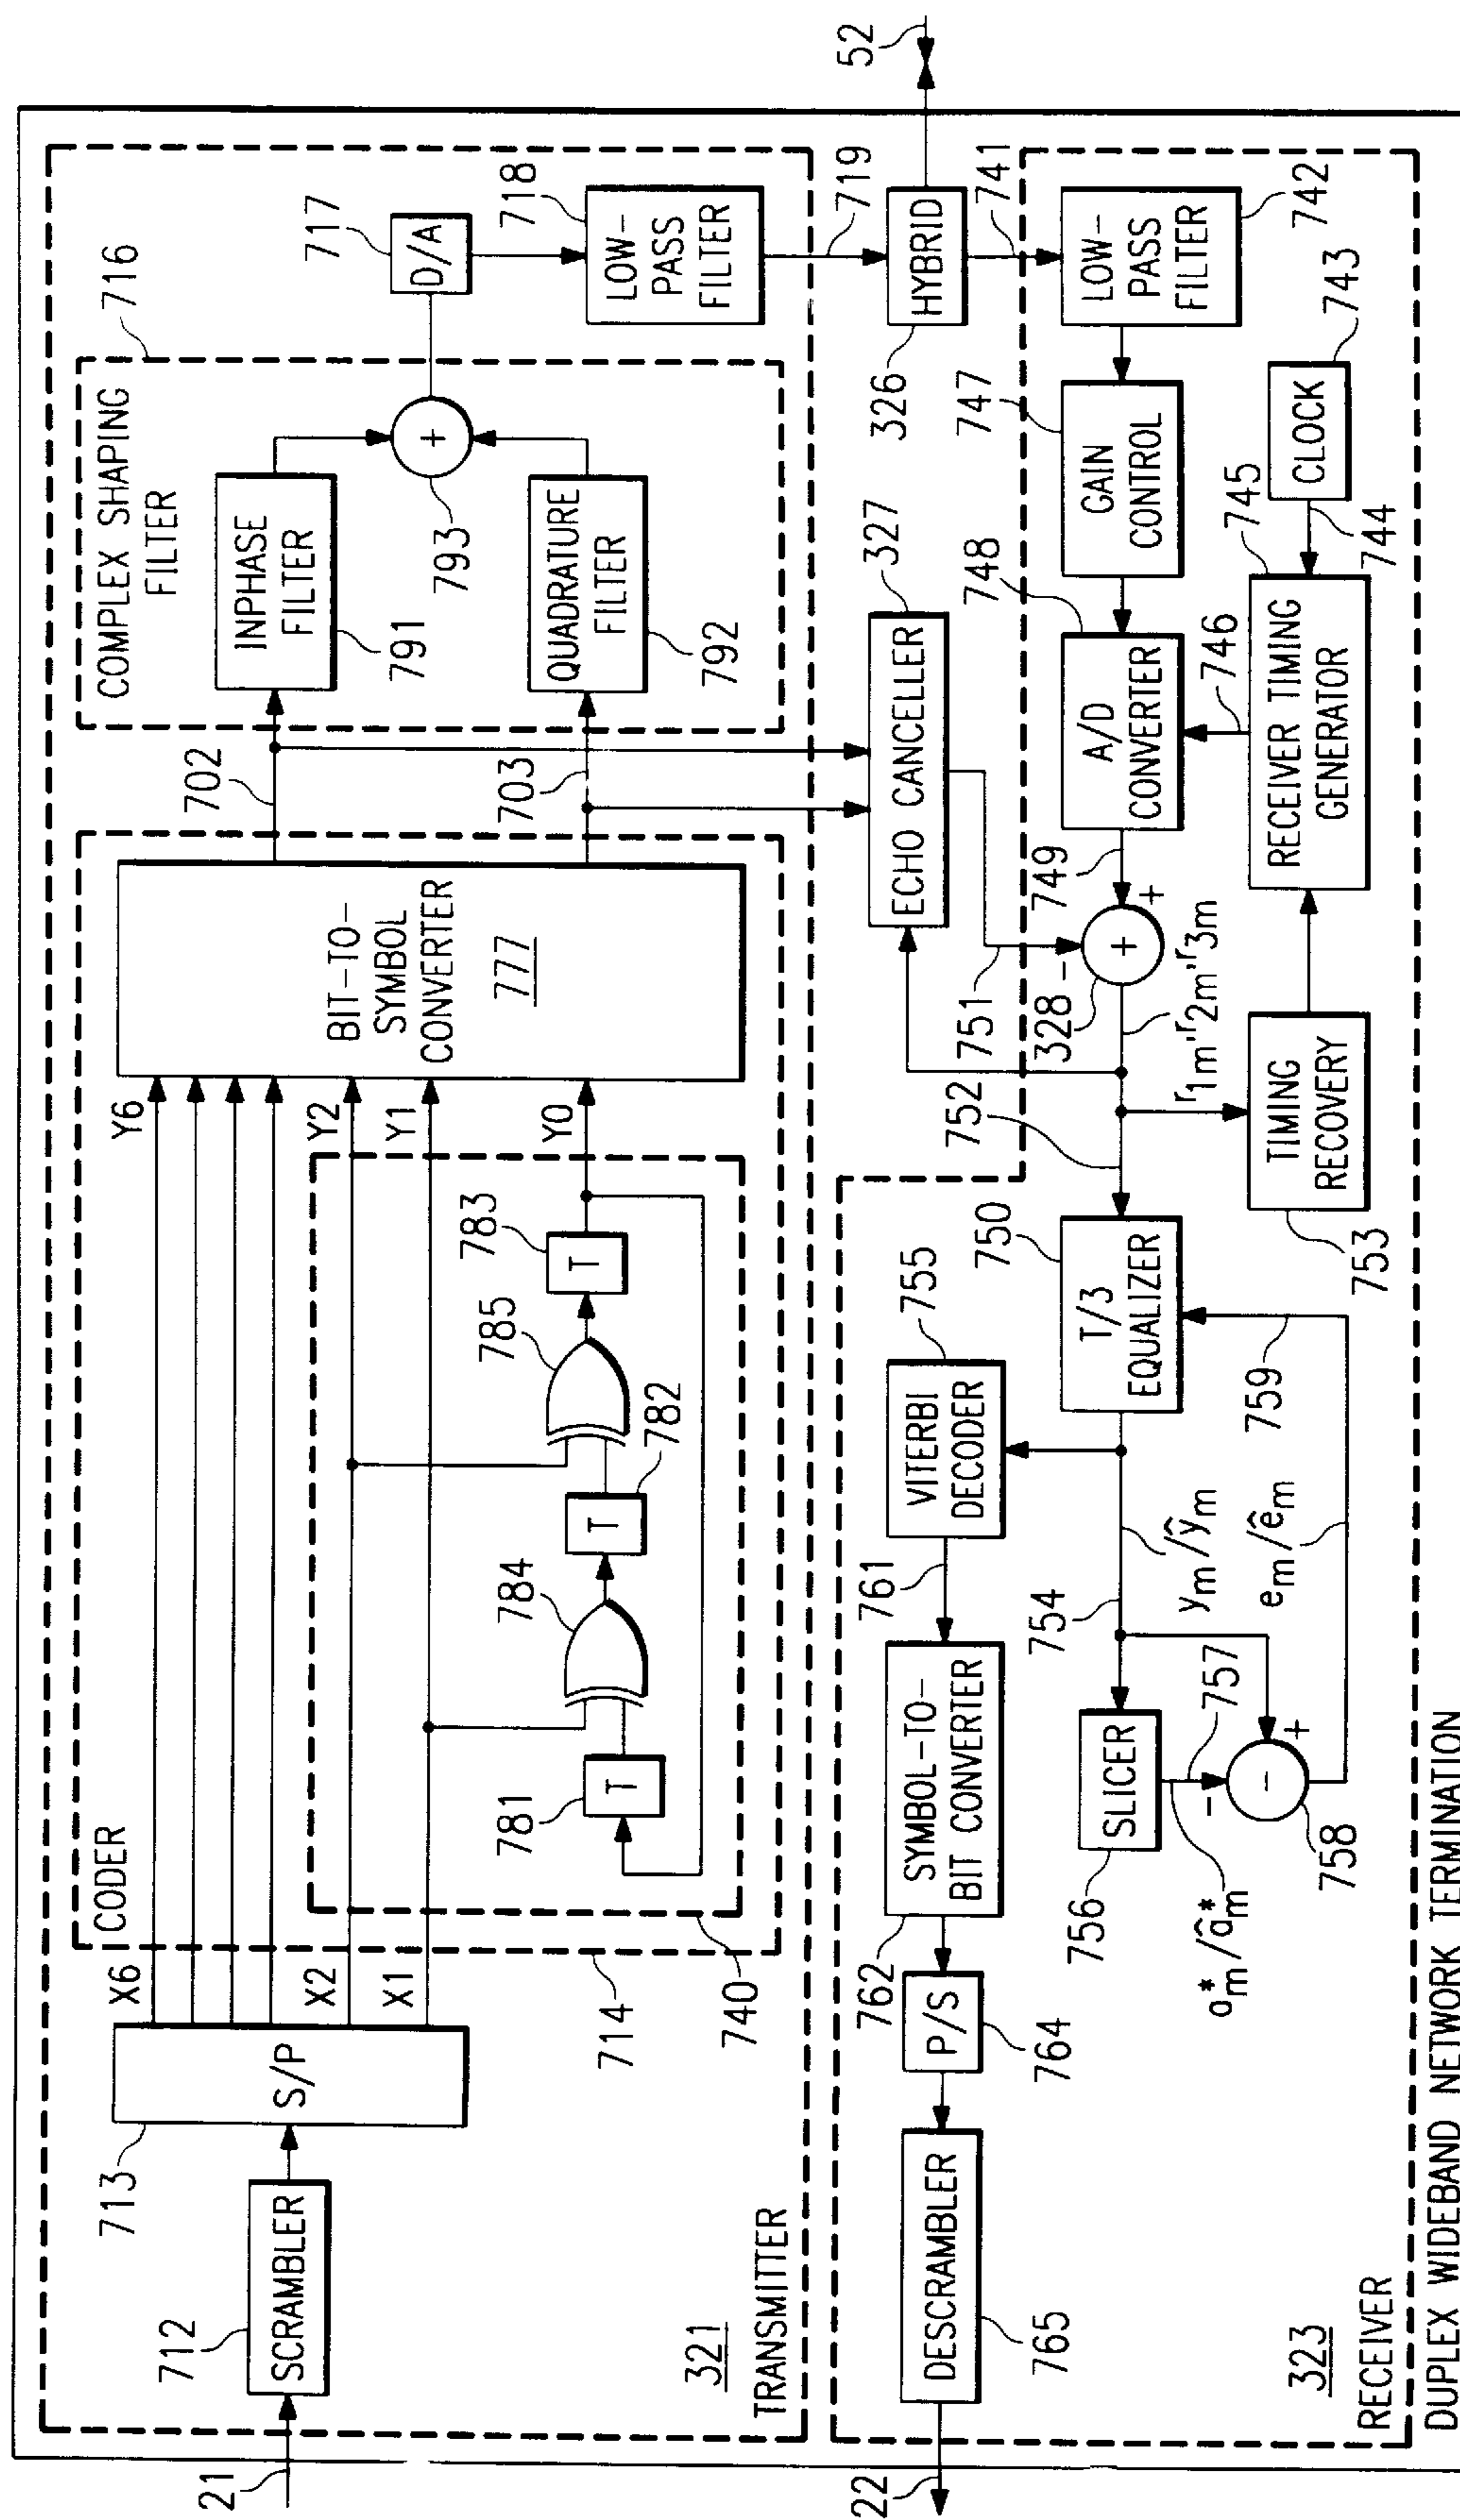 21
712
SCRAMBLER
713
S/P
X6
X2
X1
CODER
714
740
781
T
784
782
T
785
783
T
Y6
Y2
Y1
Y0
BIT-TO-
SYMBOL
CONVERTER
777
702
703
COMPLEX SHAPING
FILTER
716
INPHASE
FILTER
791
QUADRATURE
FILTER
792
+
793
717
D/A
718
LOW-
PASS
FILTER
719
321
TRANSMITTER
HYBRID
326
52
741
ECHO CANCELLER
327
LOW-
PASS
FILTER
742
747
GAIN
CONTROL
748
A/D
CONVERTER
743
CLOCK
744
745
RECEIVER TIMING
GENERATOR
746
749
+
+
328
-
751
r1m,r2m,r3m
752
TIMING
RECOVERY
753
750
T/3
EQUALIZER
759
755
VITERBI
DECODER
754
ym/ŷm
em/êm
761
SYMBOL-TO-
BIT CONVERTER
762
SLICER
756
757
-
-
+
758
a*m/â*m
P/S
764
DESCRAMBLER
765
22
323
RECEIVER
DUPLEX WIDEBAND NETWORK TERMINATION